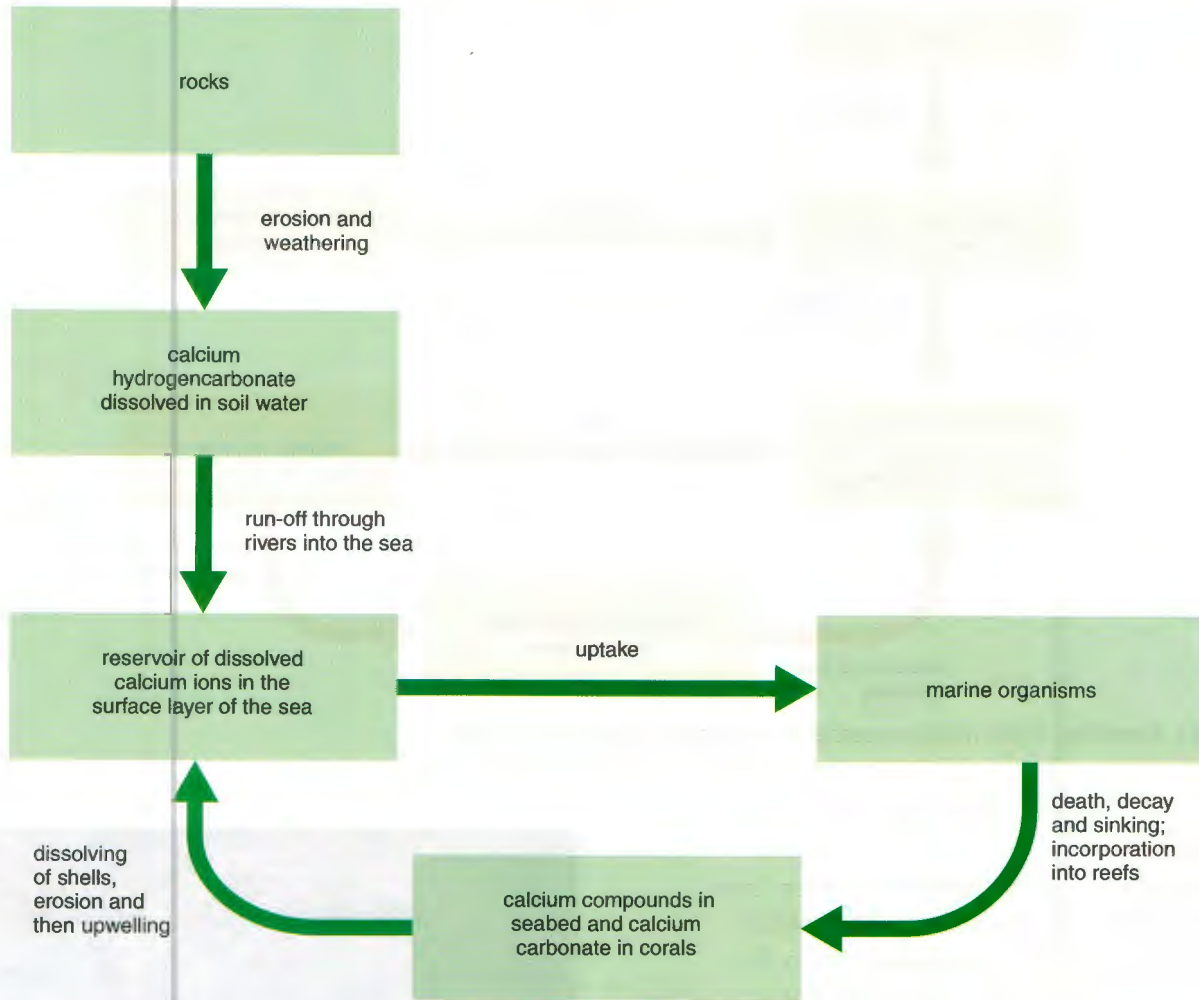 rocks
erosion and
weathering
calcium
hydrogencarbonate
dissolved in soil water
run-off through
rivers into the sea
reservoir of dissolved
calcium ions in the
surface layer of the sea
uptake
marine organisms
death, decay
and sinking;
incorporation
into reefs
calcium compounds in
seabed and calcium
carbonate in corals
dissolving
of shells,
erosion and
then upwelling